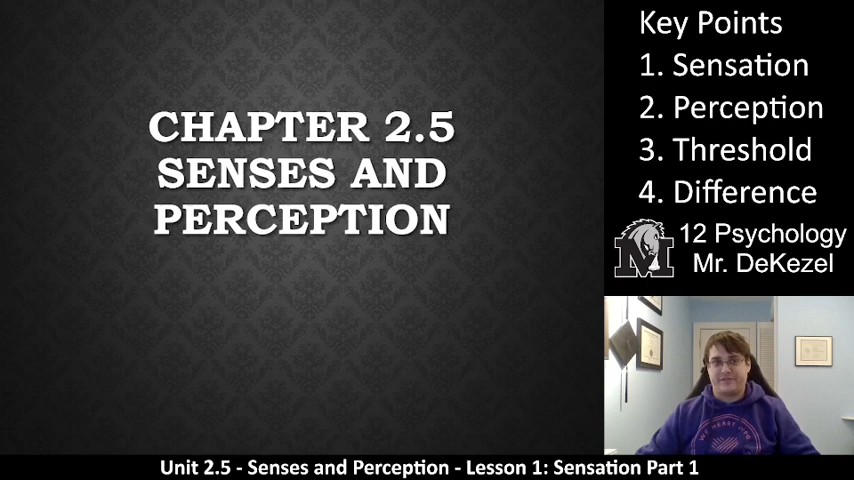 CHAPTER 2.5
SENSES AND
PERCEPTION
Key Points
1. Sensation
2. Perception
3. Threshold
4. Difference
M
12 Psychology
Mr. DeKezel
Unit 2.5 - Senses and Perception - Lesson 1: Sensation Part 1